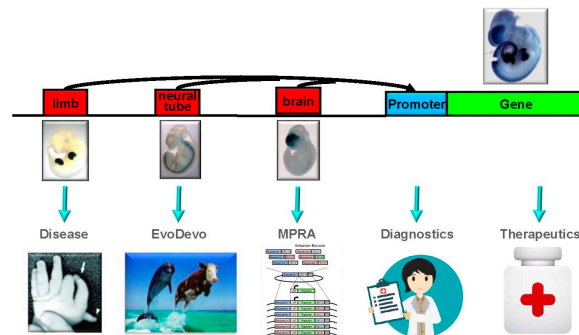 limb
neural
tube
brain
Promoter
Gene
Disease
EvoDevo
MPRA
Diagnostics
Therapeutics